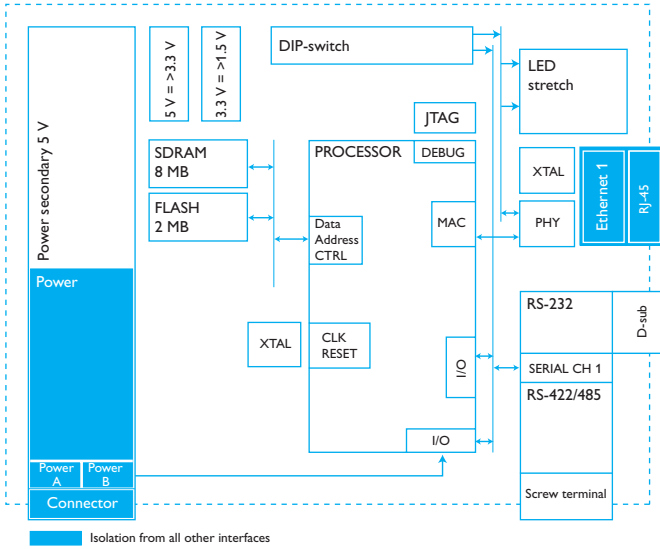 Power secondary 5 V
5 V = >3.3 V
3.3 V = >1.5 V
DIP-switch
LED
stretch
JTAG
SDRAM
8 MB
PROCESSOR
DEBUG
XTAL
Ethernet 1
RJ-45
FLASH
2 MB
Data
Address
CTRL
MAC
PHY
Power
RS-232
D-sub
XTAL
CLK
RESET
I/O
SERIAL CH 1
RS-422/485
I/O
Power
A
Power
B
Connector
Screw terminal
Isolation from all other interfaces